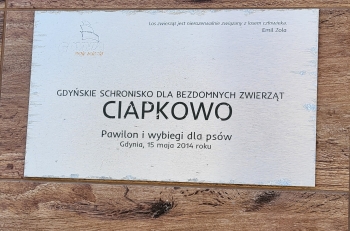 Los zwierząt jest nierozerwalnie związany z losem człowieka.
Emil Zola
GDYŃSKIE SCHRONISKO DLA BEZDOMNYCH ZWIERZĄT
CIAPKOWO
Pawilon i wybiegi dla psów
Gdynia, 15 maja 2014 roku